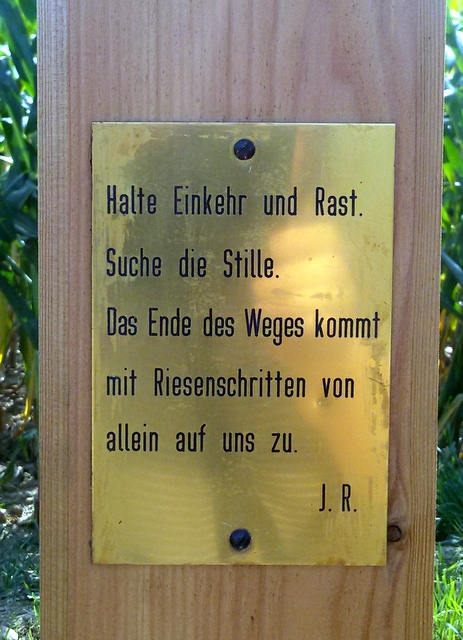 Halte Einkehr und Rast.
Suche die Stille.
Das Ende des Weges kommt
mit Riesenschritten von
allein auf uns zu.
J. R.